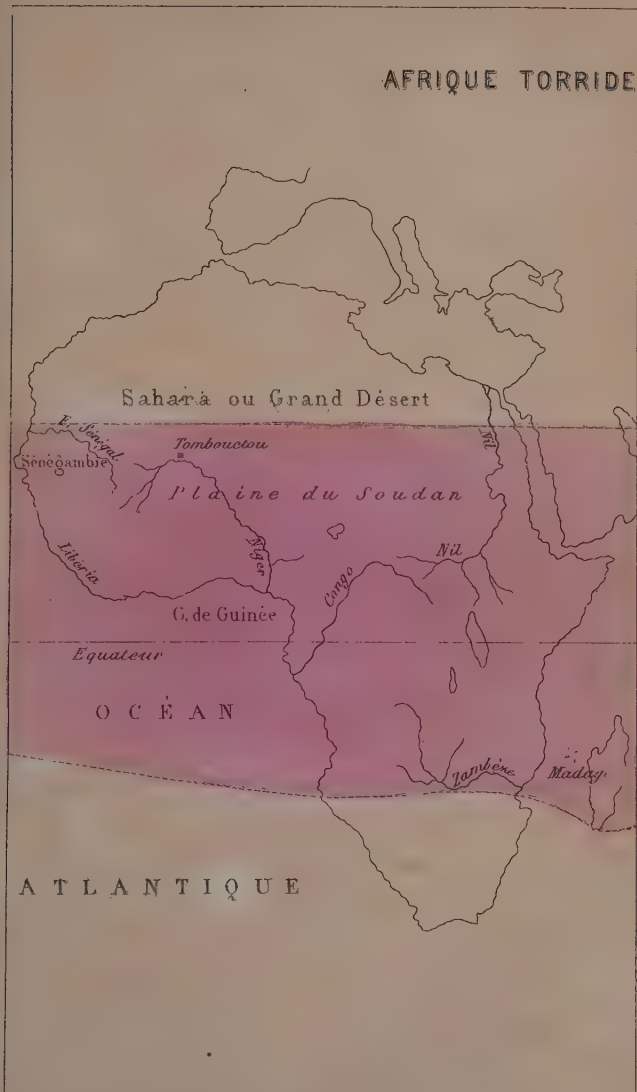 AFRIQUE TORRIDE
Sahara ou Grand Désert
F. Sénégal
Tombouctou
Nil
Sénégambie
Plaine du Soudan
Liberia
Niger
Congo
Nil
G. de Guinée
Equateur
OCÉAN
Zambèze
Madag.
ATLANTIQUE